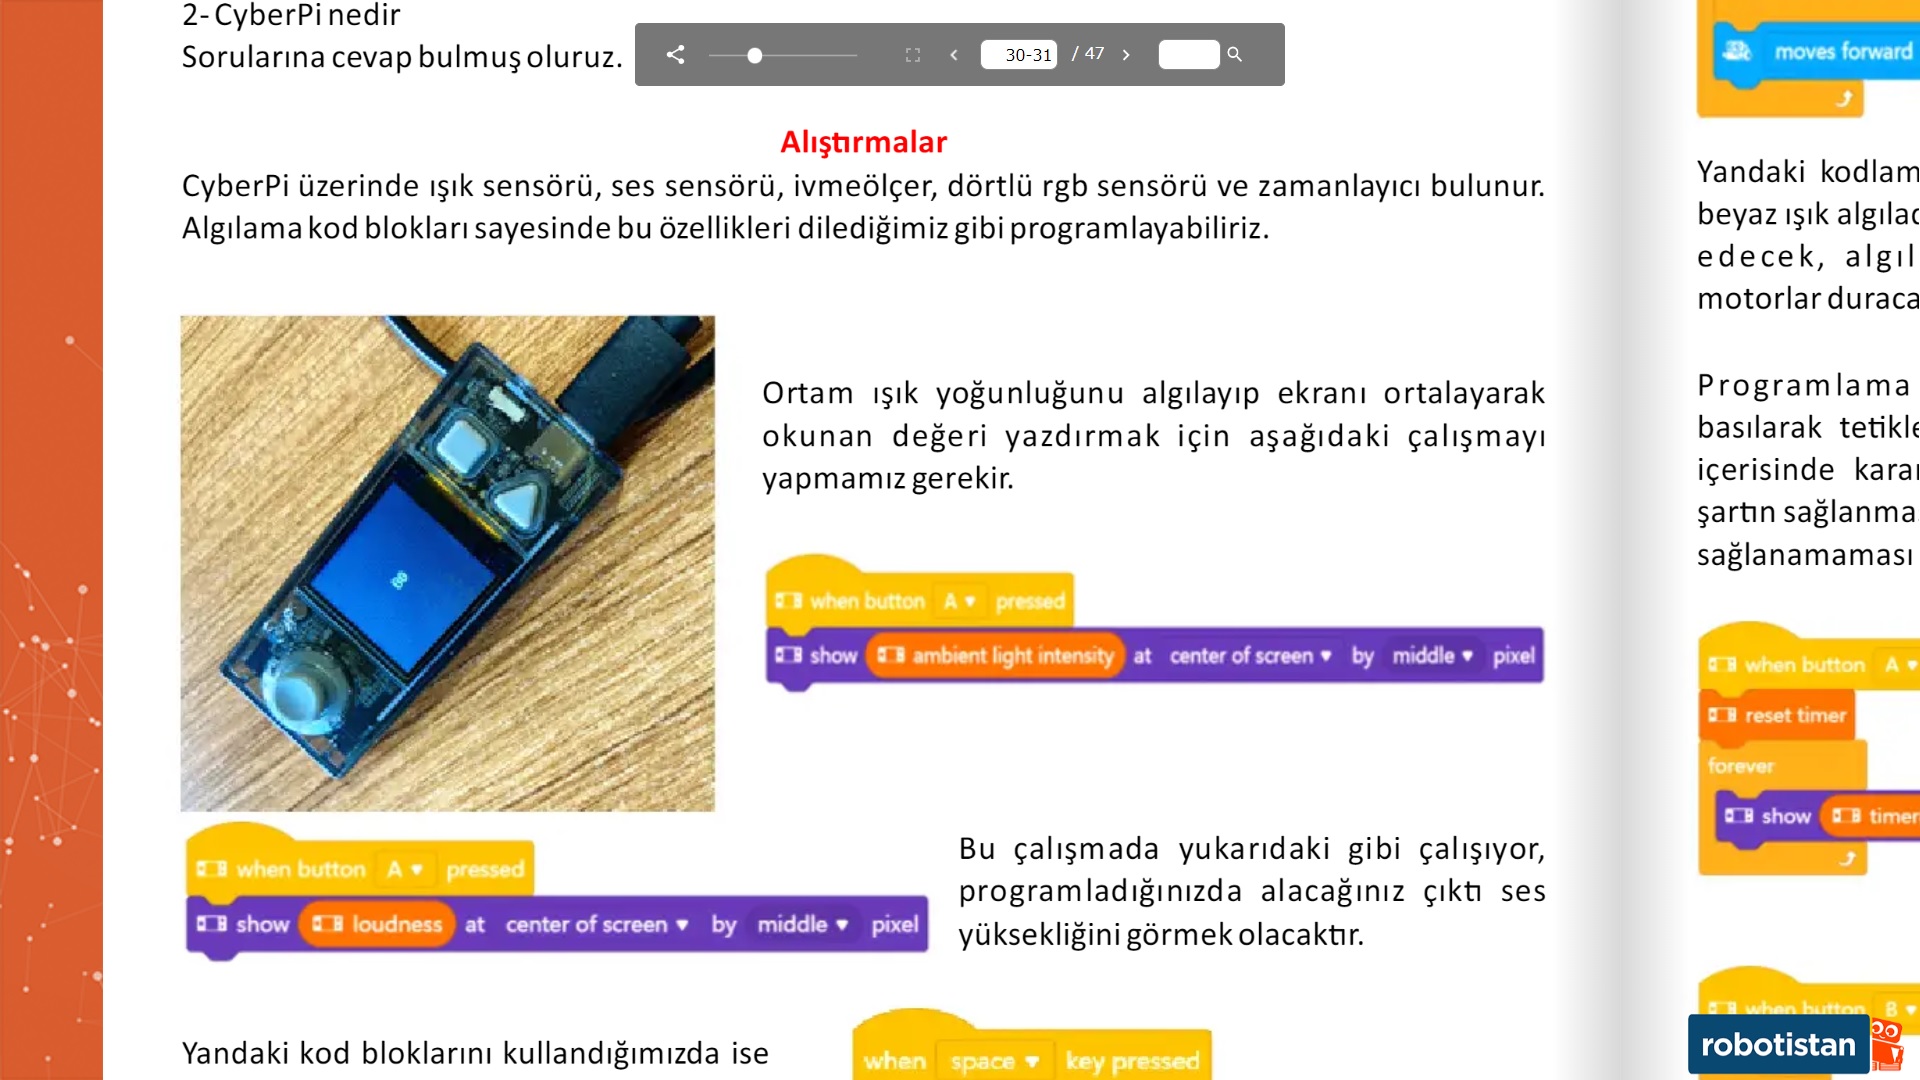 2- CyberPi nedir
Sorularına cevap bulmuş oluruz.
30-31 / 47
Alıştırmalar
CyberPi üzerinde ışık sensörü, ses sensörü, ivmeölçer, dörtlü rgb sensörü ve zamanlayıcı bulunur.
Algılama kod blokları sayesinde bu özellikleri dilediğimiz gibi programlayabiliriz.
Ortam ışık yoğunluğunu algılayıp ekranı ortalayarak
okunan değeri yazdırmak için aşağıdaki çalışmayı
yapmamız gerekir.
when button A pressed
show ambient light intensity at center of screen by middle pixel
when button A pressed
show loudness at center of screen by middle pixel
Bu çalışmada yukarıdaki gibi çalışıyor,
programladığınızda alacağınız çıktı ses
yüksekliğini görmek olacaktır.
Yandaki kod bloklarını kullandığımızda ise
when space key pressed
moves forward
Yandaki kodlam
beyaz ışık algılad
edecek, algıl
motorlar duraca
Programlama
basılarak tetikle
içerisinde karar
şartın sağlanma
sağlanamaması
when button A
reset timer
forever
show timer
when button B
robotistan